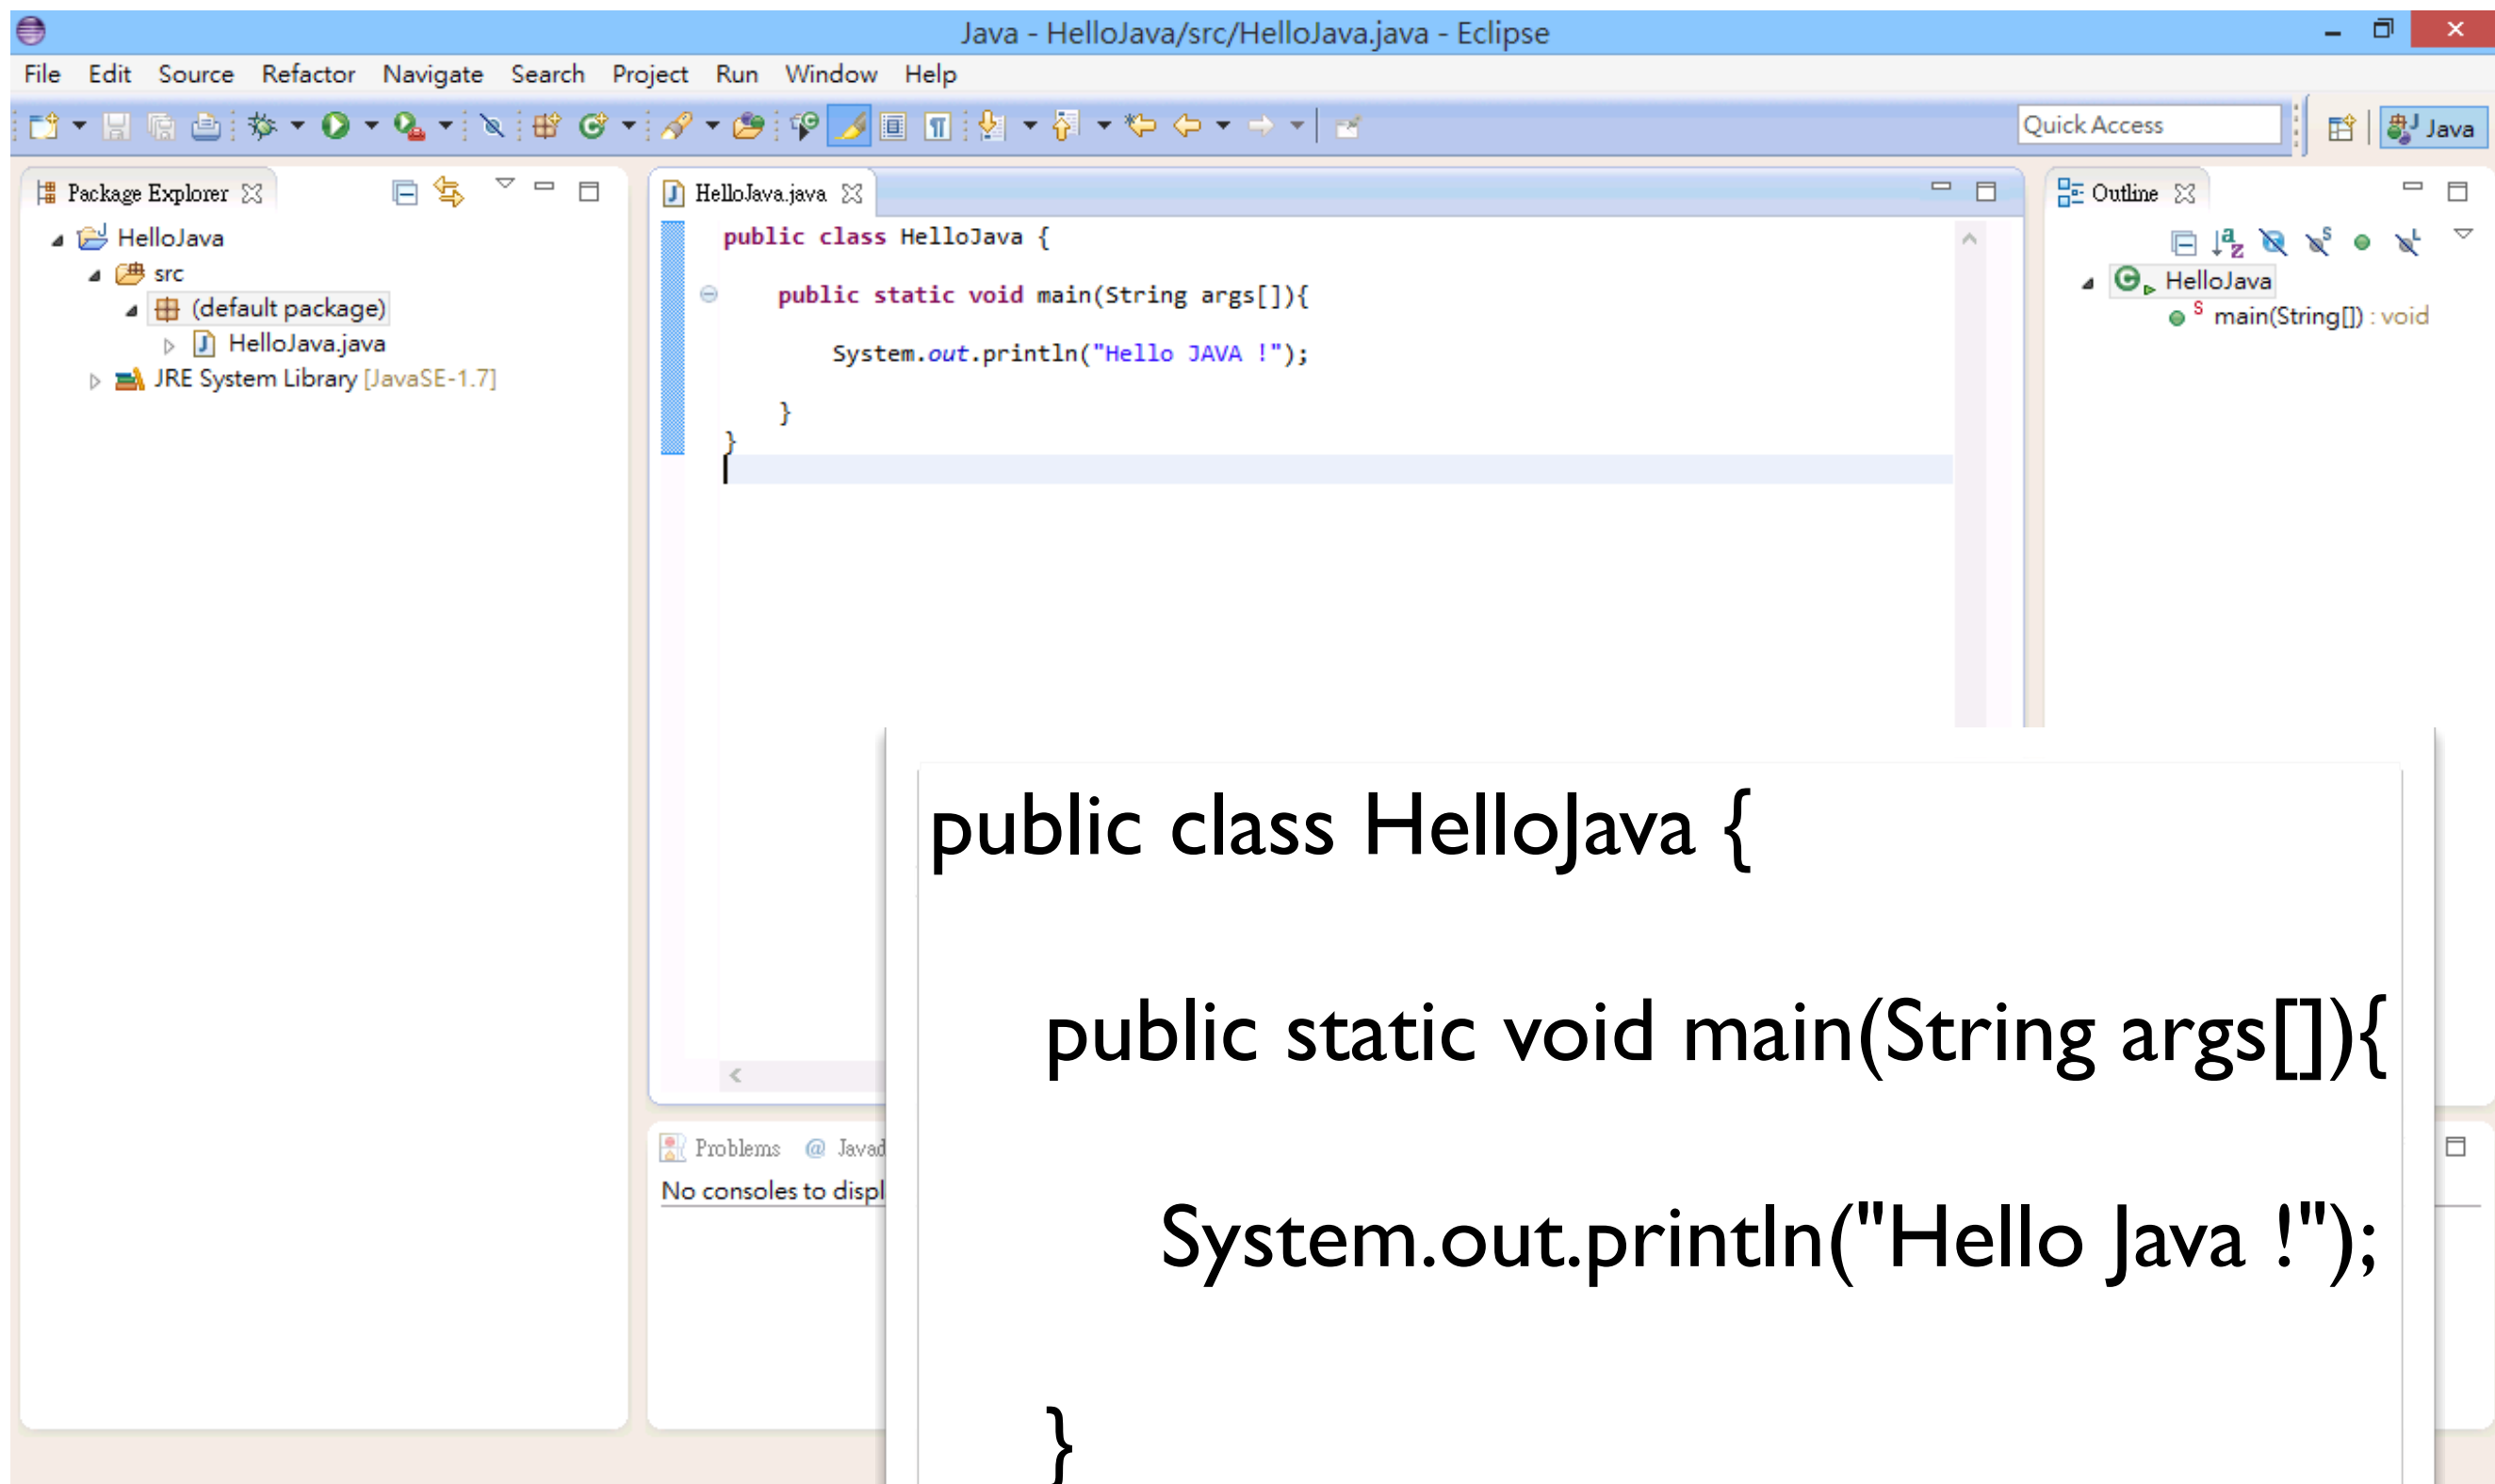 Java - HelloJava/src/HelloJava.java - Eclipse
File Edit Source Refactor Navigate Search Project Run Window Help
Quick Access
Java
Package Explorer
HelloJava
src
(default package)
HelloJava.java
JRE System Library [JavaSE-1.7]
HelloJava.java
public class HelloJava {
public static void main(String args[]){
System.out.println("Hello JAVA !");
}
}
Outline
HelloJava
main(String[]) : void
Problems @ Javad
No consoles to displ
public class HelloJava {
public static void main(String args[]){
System.out.println("Hello Java !");
}